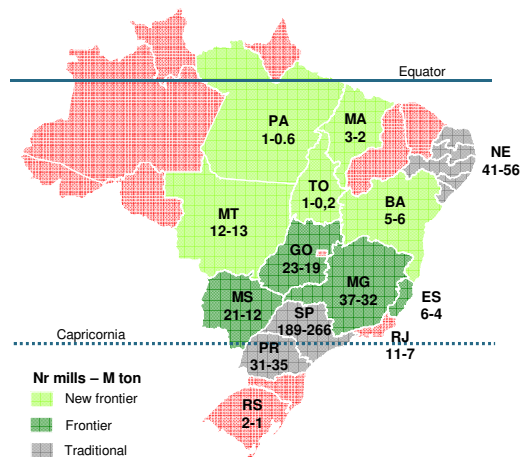 Equator
PA
1-0.6
MA
3-2
NE
41-56
TO
1-0,2
BA
5-6
MT
12-13
GO
23-19
MG
37-32
MS
21-12
ES
6-4
SP
189-266
Capricornia
RJ
11-7
PR
31-35
Nr mills – M ton
New frontier
RS
2-1
Frontier
Traditional